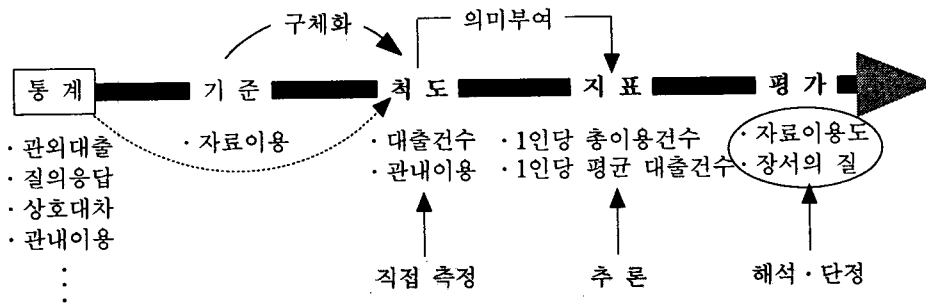 구체화 의미부여
통 계 기 준 척 도 지 표 평 가
· 관외대출 · 자료이용 · 대출건수 · 1인당 총이용건수 · 자료이용도
· 질의응답 · 관내이용 · 1인당 평균 대출건수 · 장서의 질
· 상호대차
· 관내이용
직접 측정 추 론 해석 · 단정